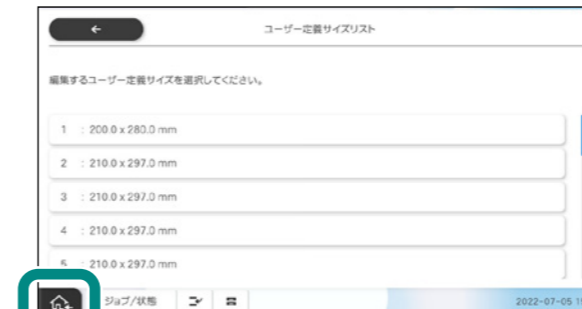 ユーザー定義サイズリスト
編集するユーザー定義サイズを選択してください。
1 : 200.0 x 280.0 mm
2 : 210.0 x 297.0 mm
3 : 210.0 x 297.0 mm
4 : 210.0 x 297.0 mm
5 : 210.0 x 297.0 mm
ジョブ/状態
2022-07-05